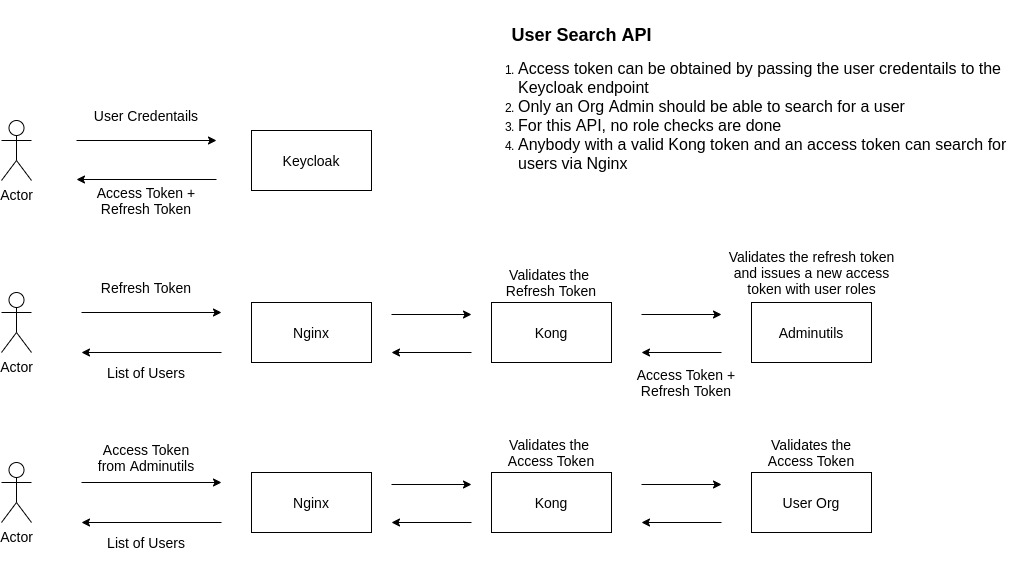 User Search API
1. Access token can be obtained by passing the user credentails to the
Keycloak endpoint
2. Only an Org Admin should be able to search for a user
3. For this API, no role checks are done
4. Anybody with a valid Kong token and an access token can search for
users via Nginx
User Credentails
Keycloak
Actor
Access Token +
Refresh Token
Validates the refresh token
and issues a new access
token with user roles
Validates the
Refresh Token
Refresh Token
Nginx
Kong
Adminutils
Actor
List of Users
Access Token +
Refresh Token
Access Token
from Adminutils
Validates the
Access Token
Validates the
Access Token
Nginx
Kong
User Org
Actor
List of Users